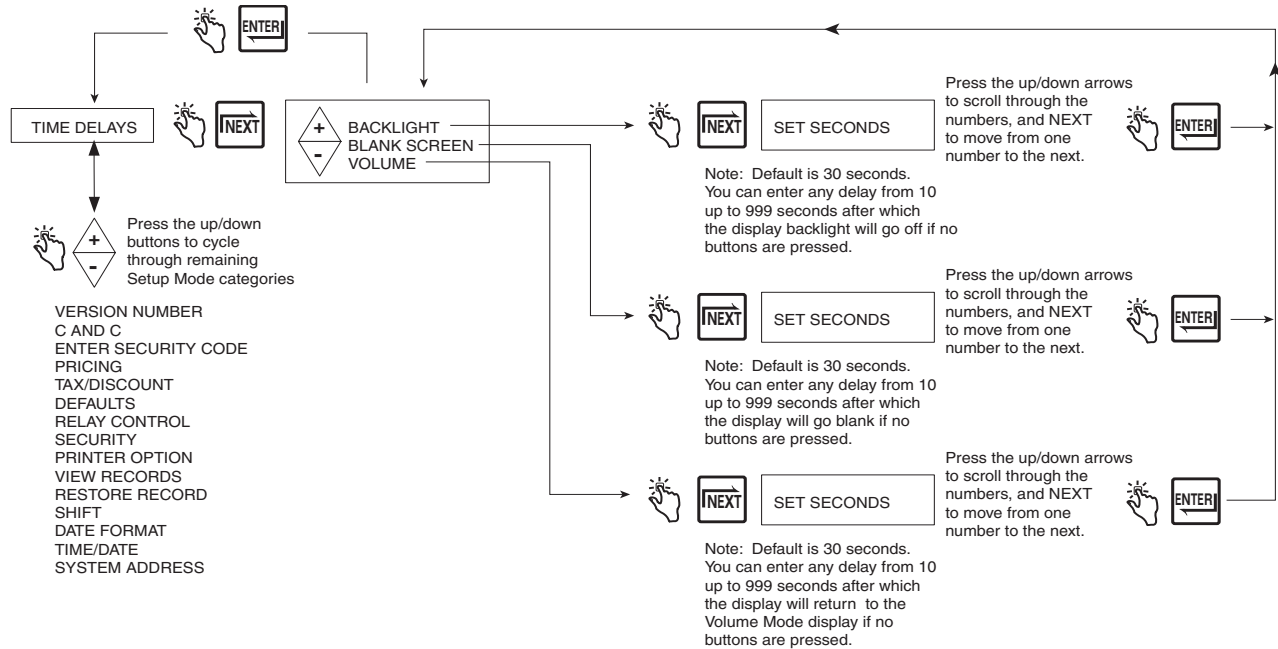 ENTER
TIME DELAYS
NEXT
+
-
BACKLIGHT
BLANK SCREEN
VOLUME
+
-
Press the up/down
buttons to cycle
through remaining
Setup Mode categories
VERSION NUMBER
C AND C
ENTER SECURITY CODE
PRICING
TAX/DISCOUNT
DEFAULTS
RELAY CONTROL
SECURITY
PRINTER OPTION
VIEW RECORDS
RESTORE RECORD
SHIFT
DATE FORMAT
TIME/DATE
SYSTEM ADDRESS
NEXT
SET SECONDS
Press the up/down arrows
to scroll through the
numbers, and NEXT
to move from one
number to the next.
ENTER
Note: Default is 30 seconds.
You can enter any delay from 10
up to 999 seconds after which
the display backlight will go off if no
buttons are pressed.
NEXT
SET SECONDS
Press the up/down arrows
to scroll through the
numbers, and NEXT
to move from one
number to the next.
ENTER
Note: Default is 30 seconds.
You can enter any delay from 10
up to 999 seconds after which
the display will go blank if no
buttons are pressed.
NEXT
SET SECONDS
Press the up/down arrows
to scroll through the
numbers, and NEXT
to move from one
number to the next.
ENTER
Note: Default is 30 seconds.
You can enter any delay from 10
up to 999 seconds after which
the display will return to the
Volume Mode display if no
buttons are pressed.